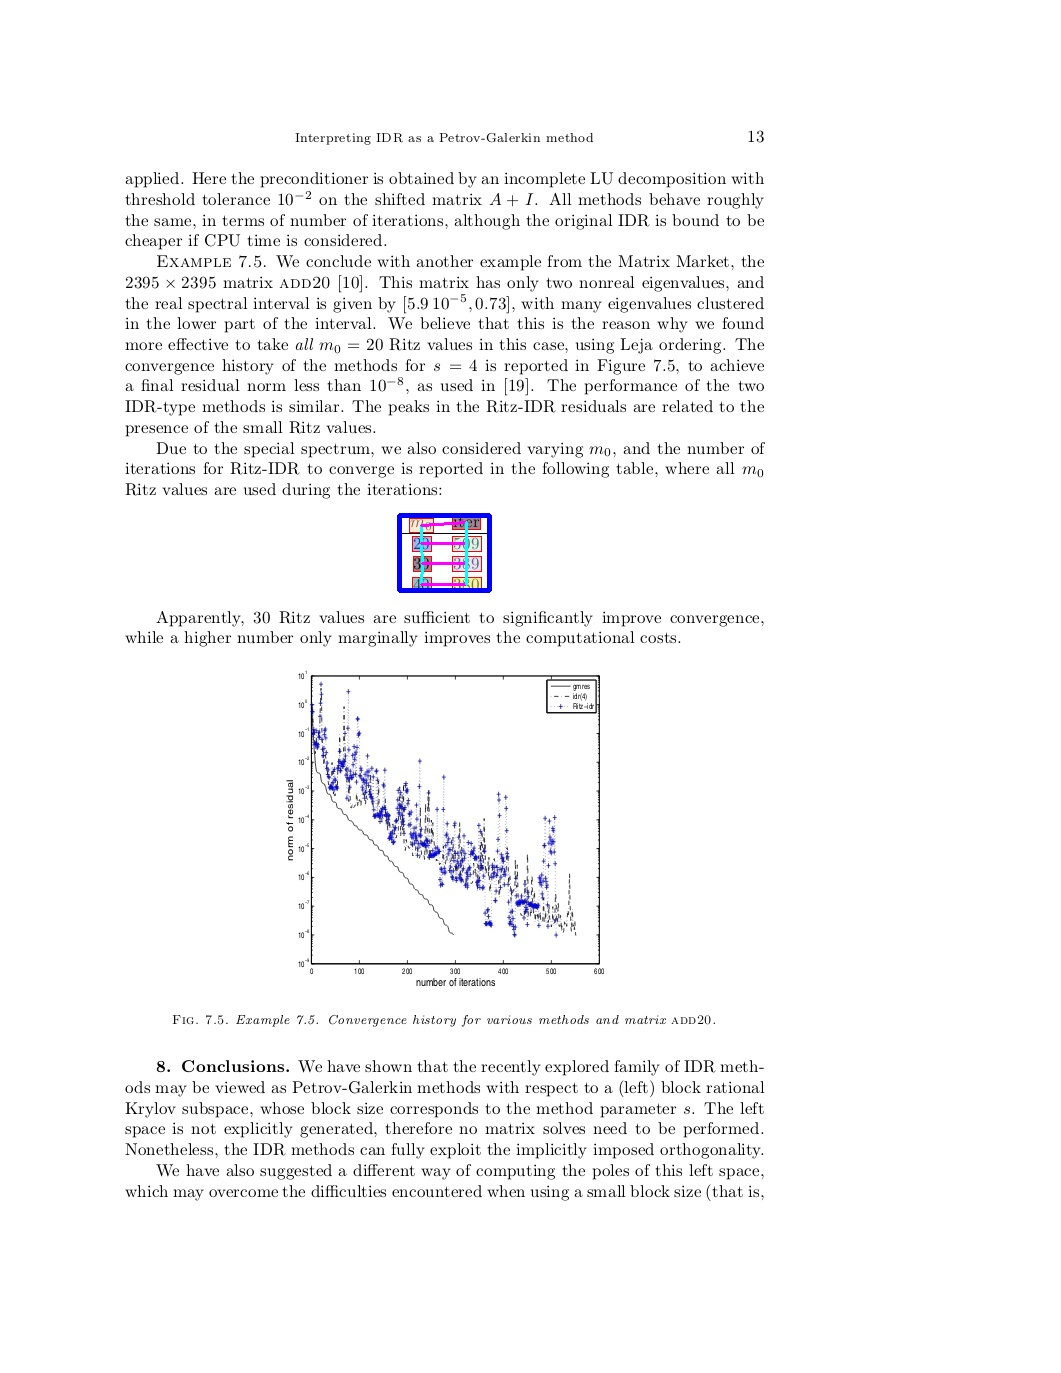 Interpreting IDR as a Petrov-Galerkin method 13
applied. Here the preconditioner is obtained by an incomplete LU decomposition with
threshold tolerance 10⁻² on the shifted matrix A + I. All methods behave roughly
the same, in terms of number of iterations, although the original IDR is bound to be
cheaper if CPU time is considered.
EXAMPLE 7.5. We conclude with another example from the Matrix Market, the
2395 × 2395 matrix ADD20 [10]. This matrix has only two nonreal eigenvalues, and
the real spectral interval is given by [5.9 10⁻⁵, 0.73], with many eigenvalues clustered
in the lower part of the interval. We believe that this is the reason why we found
more effective to take all m₀ = 20 Ritz values in this case, using Leja ordering. The
convergence history of the methods for s = 4 is reported in Figure 7.5, to achieve
a final residual norm less than 10⁻⁸, as used in [19]. The performance of the two
IDR-type methods is similar. The peaks in the Ritz-IDR residuals are related to the
presence of the small Ritz values.
Due to the special spectrum, we also considered varying m₀, and the number of
iterations for Ritz-IDR to converge is reported in the following table, where all m₀
Ritz values are used during the iterations:
m₀ iter
20 509
30
40
Apparently, 30 Ritz values are sufficient to significantly improve convergence,
while a higher number only marginally improves the computational costs.
10¹
10⁰
10⁻¹
10⁻²
10⁻³
10⁻⁴
10⁻⁵
10⁻⁶
10⁻⁷
10⁻⁸
10⁻⁹
norm of residual
gmres
idr(4)
Ritz-idr
0 100 200 300 400 500 600
number of iterations
FIG. 7.5. Example 7.5. Convergence history for various methods and matrix ADD20.
8. Conclusions. We have shown that the recently explored family of IDR meth-
ods may be viewed as Petrov-Galerkin methods with respect to a (left) block rational
Krylov subspace, whose block size corresponds to the method parameter s. The left
space is not explicitly generated, therefore no matrix solves need to be performed.
Nonetheless, the IDR methods can fully exploit the implicitly imposed orthogonality.
We have also suggested a different way of computing the poles of this left space,
which may overcome the difficulties encountered when using a small block size (that is,